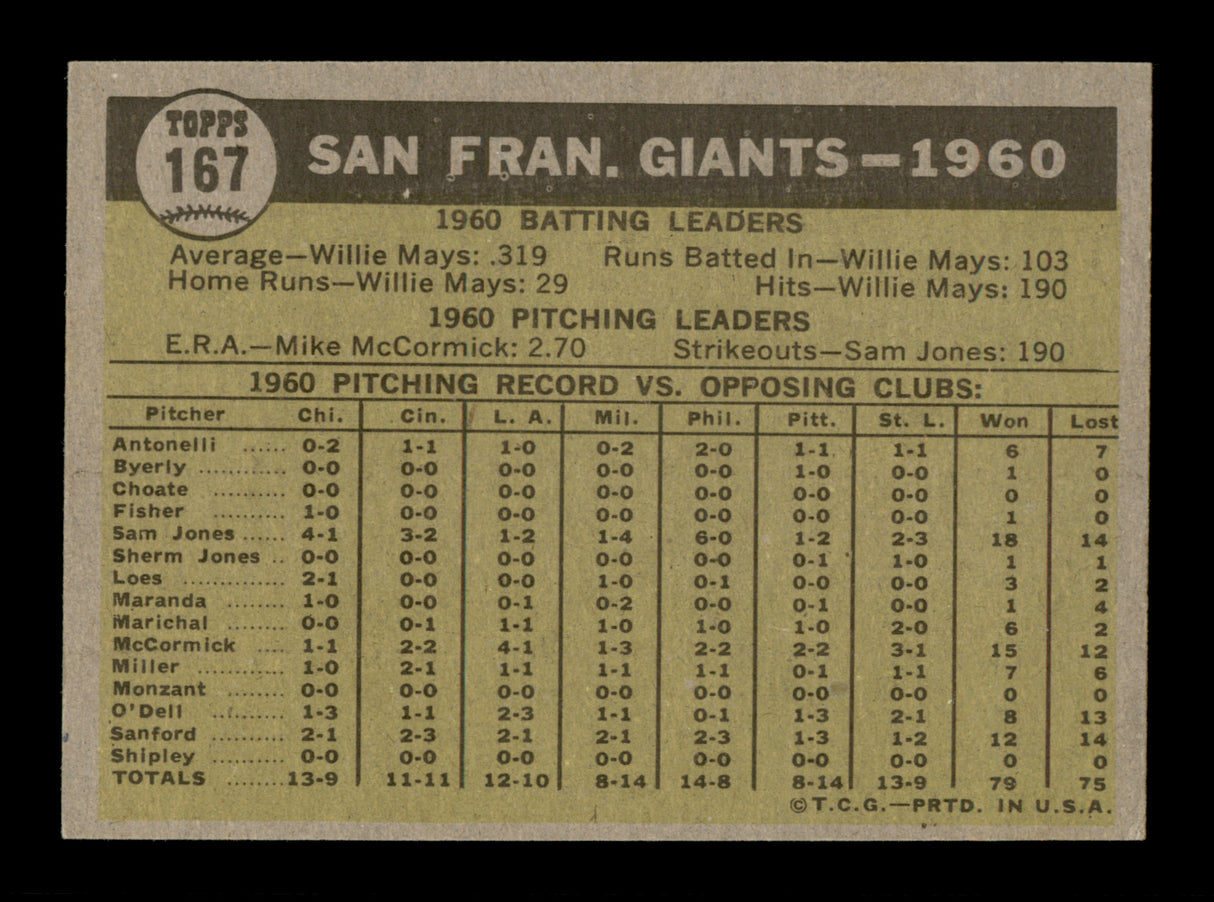 TOPPS
167
SAN FRAN. GIANTS—1960
1960 BATTING LEADERS
Average—Willie Mays: .319 Runs Batted In—Willie Mays: 103
Home Runs—Willie Mays: 29 Hits—Willie Mays: 190
1960 PITCHING LEADERS
E.R.A.—Mike McCormick: 2.70 Strikeouts—Sam Jones: 190
1960 PITCHING RECORD VS. OPPOSING CLUBS:
Pitcher Chi. Cin. L. A. Mil. Phil. Pitt. St. L. Won Lost
Antonelli ...... 0-2 1-1 1-0 0-2 2-0 1-1 1-1 6 7
Byerly ............ 0-0 0-0 0-0 0-0 0-0 1-0 0-0 1 0
Choate .......... 0-0 0-0 0-0 0-0 0-0 0-0 0-0 0 0
Fisher .......... 1-0 0-0 0-0 0-0 0-0 0-0 0-0 1 0
Sam Jones ...... 4-1 3-2 1-2 1-4 6-0 1-2 2-3 18 14
Sherm Jones .. 0-0 0-0 0-0 0-0 0-0 0-1 1-0 1 1
Loes .............. 2-1 0-0 0-0 1-0 0-1 0-0 0-0 3 2
Maranda ........ 1-0 0-0 0-1 0-2 0-0 0-1 0-0 1 4
Marichal ........ 0-0 0-1 1-1 1-0 1-0 1-0 2-0 6 2
McCormick .... 1-1 2-2 4-1 1-3 2-2 2-2 3-1 15 12
Miller ............ 1-0 2-1 1-1 1-1 1-1 0-1 1-1 7 6
Monzant ........ 0-0 0-0 0-0 0-0 0-0 0-0 0-0 0 0
O'Dell .......... 1-3 1-1 2-3 1-1 0-1 1-3 2-1 8 13
Sanford .......... 2-1 2-3 2-1 2-1 2-3 1-3 1-2 12 14
Shipley .......... 0-0 0-0 0-0 0-0 0-0 0-0 0-0 0 0
TOTALS ........13-9 11-11 12-10 8-14 14-8 8-14 13-9 79 75
©T.C.G.—PRTD. IN U.S.A.